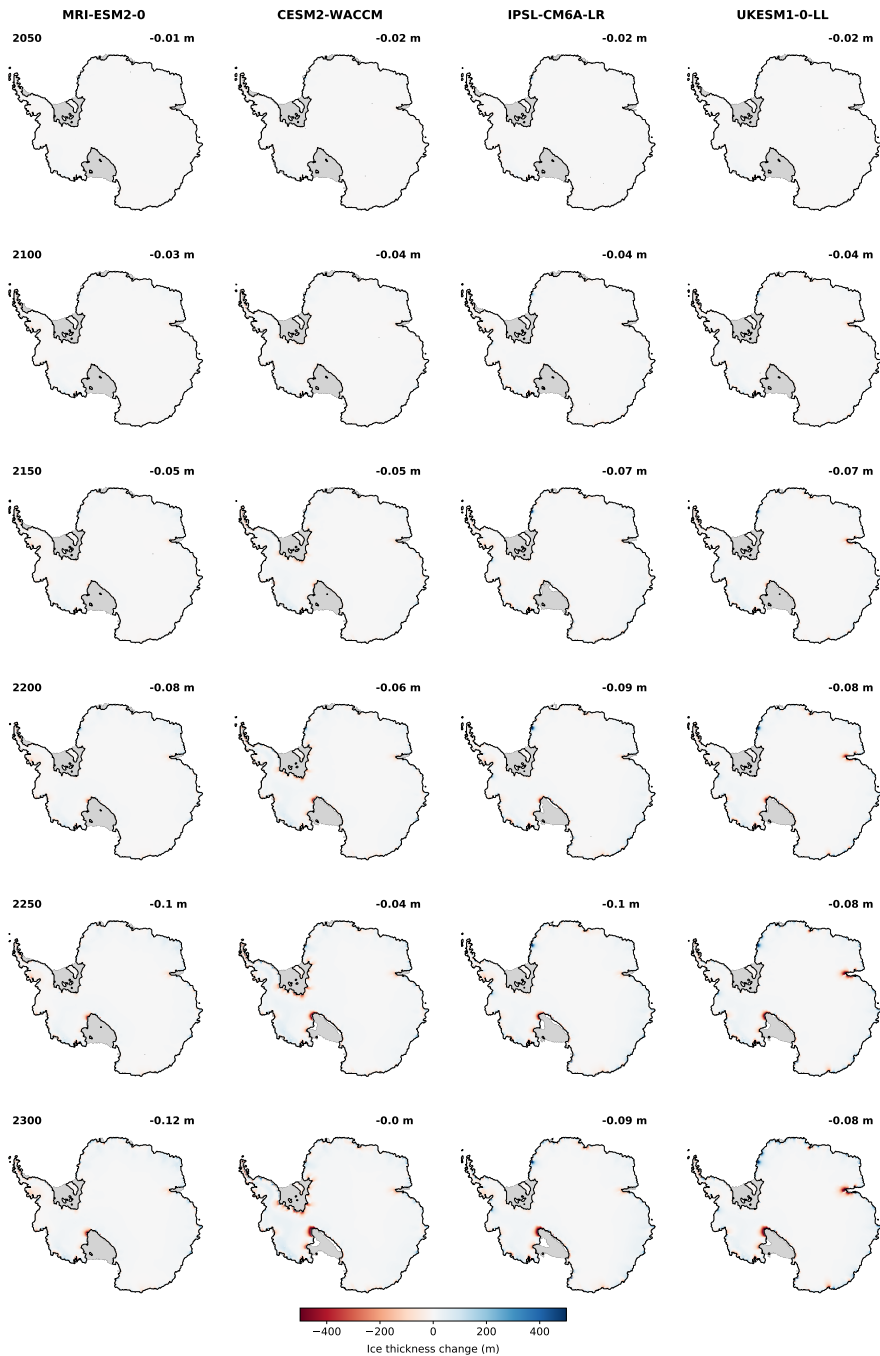 MRI-ESM2-0 CESM2-WACCM IPSL-CM6A-LR UKESM1-0-LL
2050 -0.01 m -0.02 m -0.02 m -0.02 m
2100 -0.03 m -0.04 m -0.04 m -0.04 m
2150 -0.05 m -0.05 m -0.07 m -0.07 m
2200 -0.08 m -0.06 m -0.09 m -0.08 m
2250 -0.1 m -0.04 m -0.1 m -0.08 m
2300 -0.12 m -0.0 m -0.09 m -0.08 m
−400 −200 0 200 400
Ice thickness change (m)